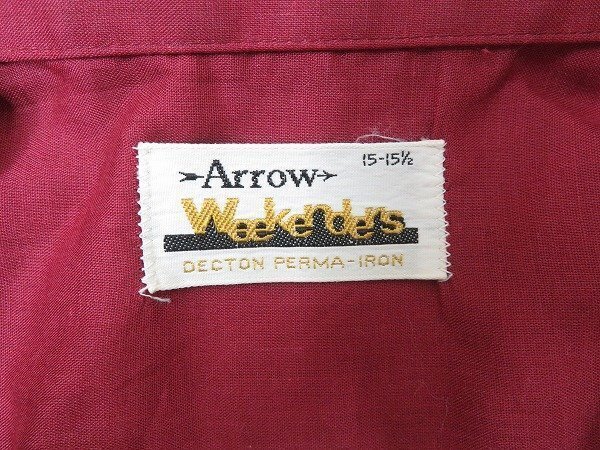 Arrow
15-15½
Weekenders
DECTON PERMA-IRON